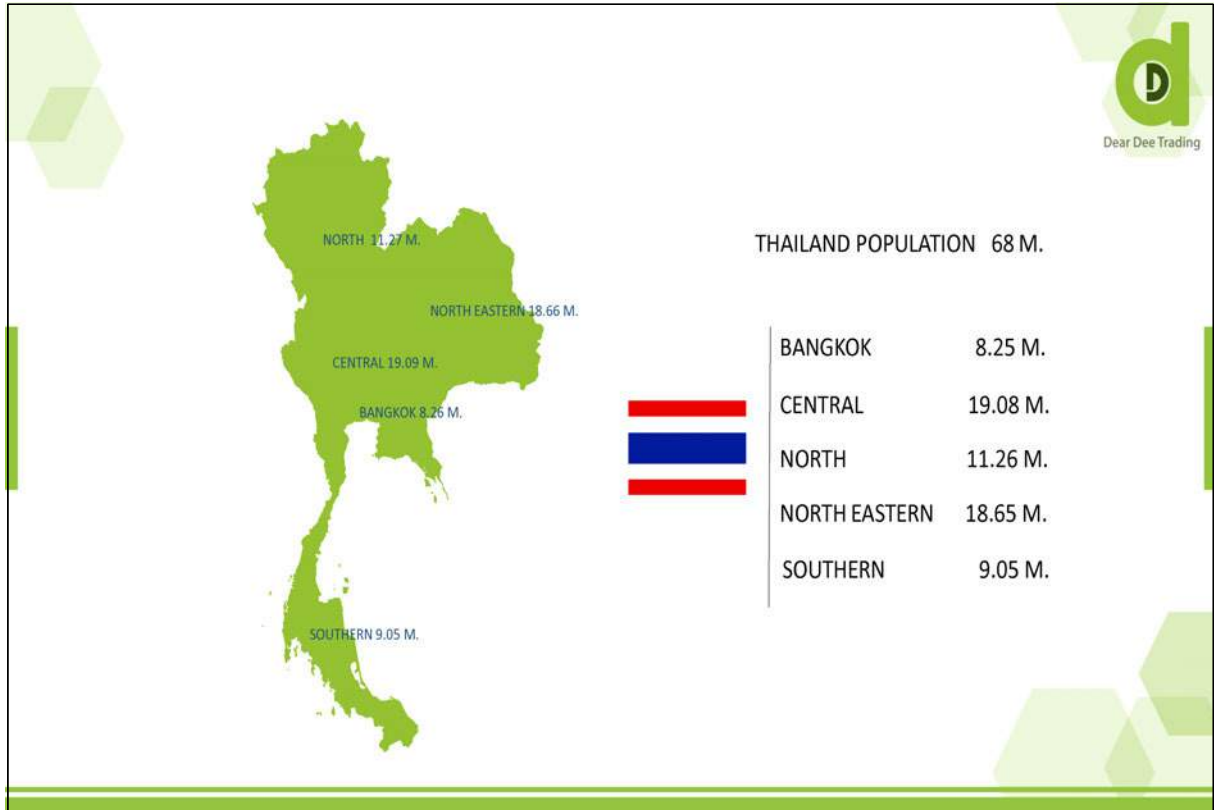 D
Dear Dee Trading
NORTH 11.27 M.
NORTH EASTERN 18.66 M.
CENTRAL 19.09 M.
BANGKOK 8.26 M.
SOUTHERN 9.05 M.
THAILAND POPULATION 68 M.
BANGKOK 8.25 M.
CENTRAL 19.08 M.
NORTH 11.26 M.
NORTH EASTERN 18.65 M.
SOUTHERN 9.05 M.